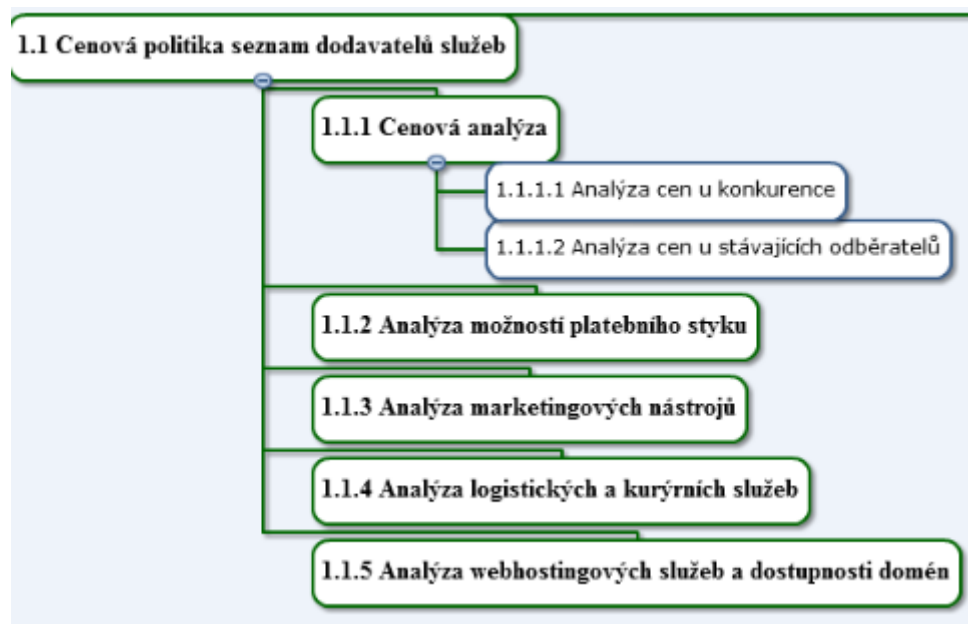 1.1 Cenová politika seznam dodavatelů služeb
1.1.1 Cenová analýza
1.1.1.1 Analýza cen u konkurence
1.1.1.2 Analýza cen u stávajících odběratelů
1.1.2 Analýza možností platebního styku
1.1.3 Analýza marketingových nástrojů
1.1.4 Analýza logistických a kurýrních služeb
1.1.5 Analýza webhostingových služeb a dostupnosti domén